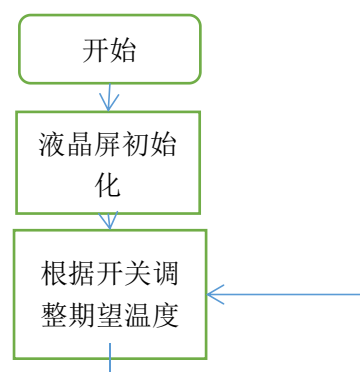 开始
液晶屏初始
化
根据开关调
整期望温度